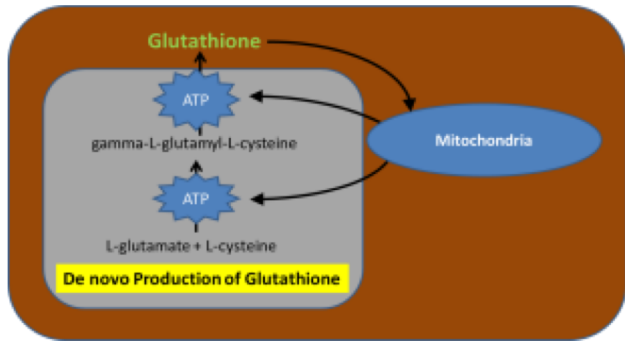 Glutathione
ATP
gamma-L-glutamyl-L-cysteine
Mitochondria
ATP
L-glutamate + L-cysteine
De novo Production of Glutathione